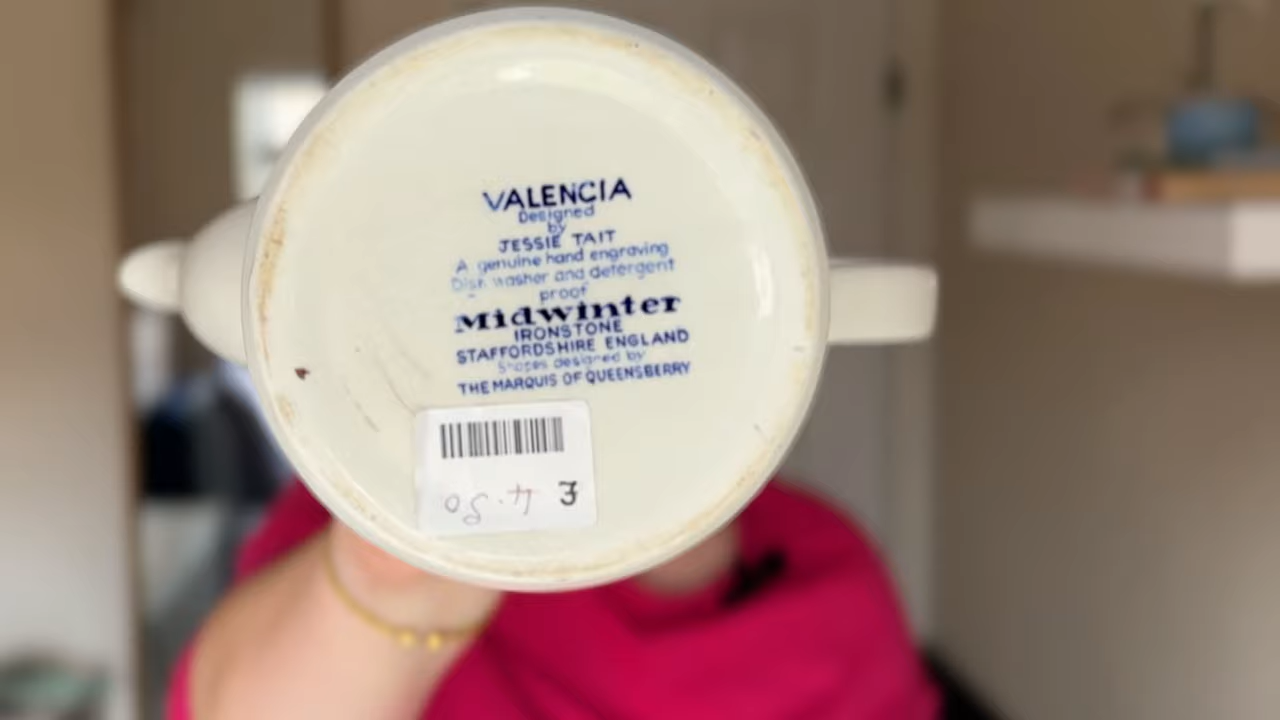 VALENCIA
Designed
by
JESSIE TAIT
A genuine hand engraving
Dish washer and detergent
proof
Midwinter
IRONSTONE
STAFFORDSHIRE ENGLAND
Shapes designed by
THE MARQUIS OF QUEENSBERRY
£ 4.50